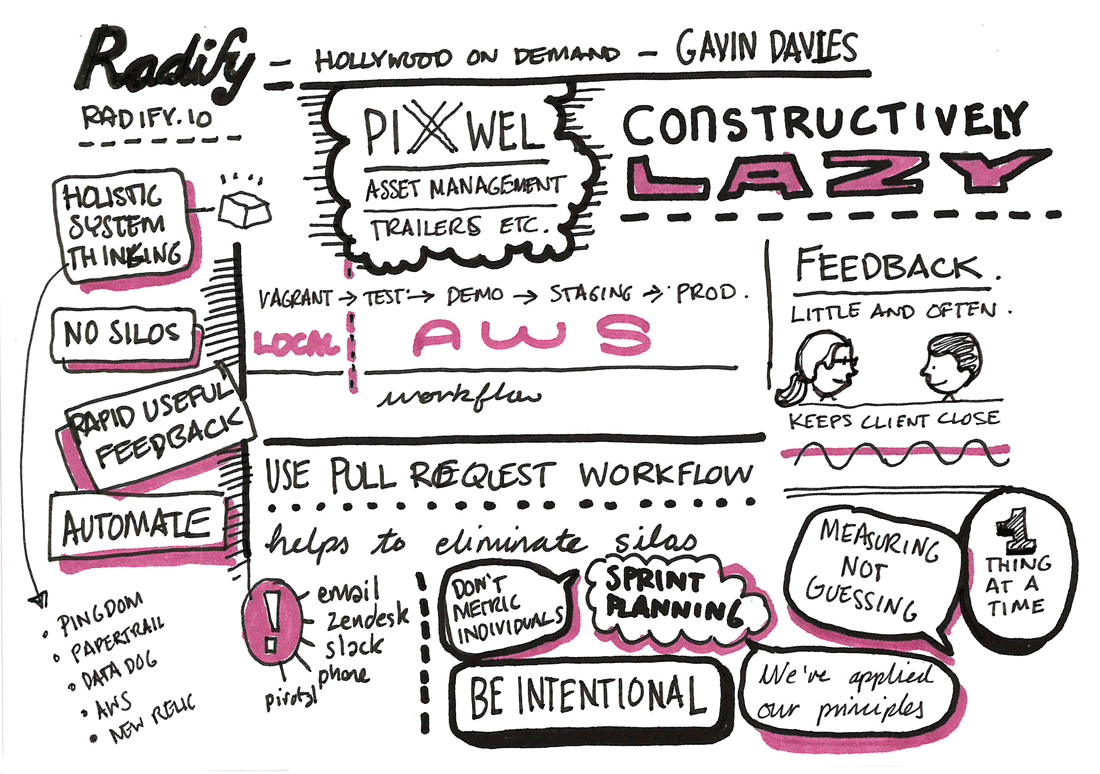 Radify — HOLLYWOOD ON DEMAND — GAVIN DAVIES
RADIFY.IO
PIXWEL
ASSET MANAGEMENT
TRAILERS ETC.
CONSTRUCTIVELY
LAZY
HOLISTIC
SYSTEM
THINKING
NO SILOS
RAPID USEFUL
FEEDBACK
AUTOMATE
• PINGDOM
• PAPERTRAIL
• DATA DOG
• AWS
• NEW RELIC
VAGRANT → TEST → DEMO → STAGING → PROD.
LOCAL
AWS
workflow
FEEDBACK.
LITTLE AND OFTEN.
KEEPS CLIENT CLOSE
USE PULL REQUEST WORKFLOW
helps to eliminate silos
!
email
zendesk
slack
phone
pivotal
DON'T
METRIC
INDIVIDUALS
SPRINT
PLANNING
BE INTENTIONAL
MEASURING
NOT
GUESSING
1
THING
AT A
TIME
We've applied
our principles